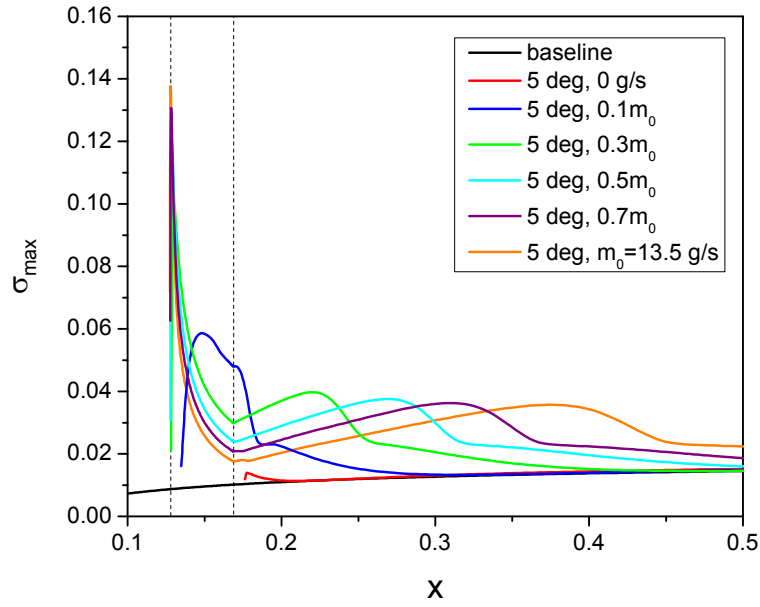 0.16
0.14
0.12
0.10
0.08
0.06
0.04
0.02
0.00
σmax
0.1
0.2
0.3
0.4
0.5
x
baseline
5 deg, 0 g/s
5 deg, 0.1m0
5 deg, 0.3m0
5 deg, 0.5m0
5 deg, 0.7m0
5 deg, m0=13.5 g/s